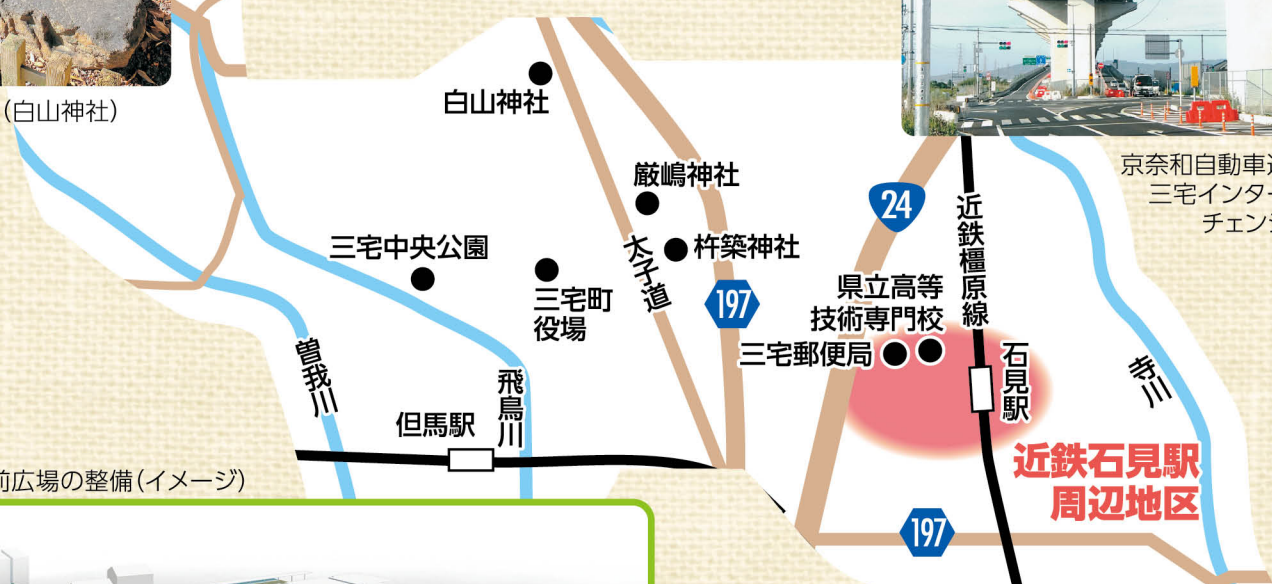 (白山神社)
白山神社
厳嶋神社
杵築神社
太子道
三宅中央公園
三宅町
役場
197
24
近鉄橿原線
県立高等
技術専門校
三宅郵便局
石見駅
寺川
曽我川
飛鳥川
但馬駅
近鉄石見駅
周辺地区
197
京奈和自動車
三宅インター
チェン
前広場の整備(イメージ)